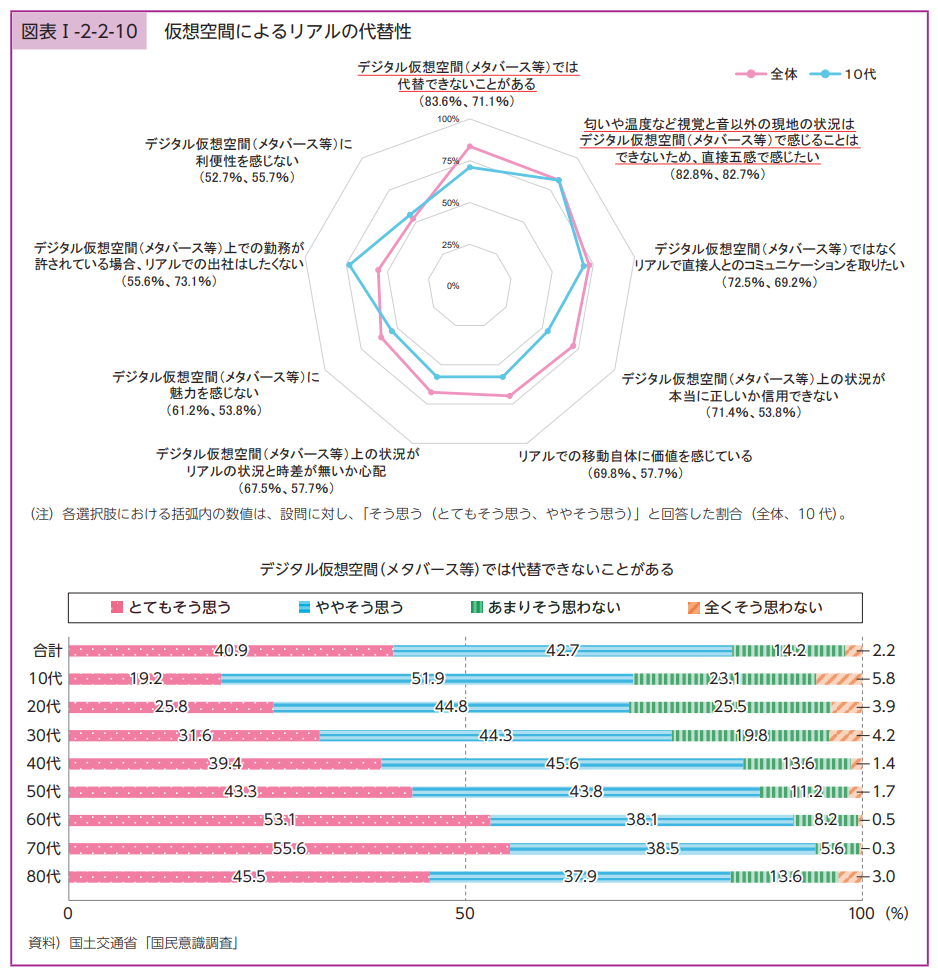 図表Ⅰ-2-2-10 仮想空間によるリアルの代替性
全体 10代
デジタル仮想空間(メタバース等)では
代替できないことがある
(83.6%、71.1%)
匂いや温度など視覚と音以外の現地の状況は
デジタル仮想空間(メタバース等)で感じることは
できないため、直接五感で感じたい
(82.8%、82.7%)
デジタル仮想空間(メタバース等)ではなく
リアルで直接人とのコミュニケーションを取りたい
(72.5%、69.2%)
デジタル仮想空間(メタバース等)上の状況が
本当に正しいか信用できない
(71.4%、53.8%)
リアルでの移動自体に価値を感じている
(69.8%、57.7%)
デジタル仮想空間(メタバース等)上の状況が
リアルの状況と時差が無いか心配
(67.5%、57.7%)
デジタル仮想空間(メタバース等)に
魅力を感じない
(61.2%、53.8%)
デジタル仮想空間(メタバース等)上での勤務が
許されている場合、リアルでの出社はしたくない
(55.6%、73.1%)
デジタル仮想空間(メタバース等)に
利便性を感じない
(52.7%、55.7%)
100%
75%
50%
25%
0%
(注)各選択肢における括弧内の数値は、設問に対し、「そう思う(とてもそう思う、ややそう思う)」と回答した割合(全体、10代)。
デジタル仮想空間(メタバース等)では代替できないことがある
とてもそう思う ややそう思う あまりそう思わない 全くそう思わない
合計 40.9 42.7 14.2 2.2
10代 19.2 51.9 23.1 5.8
20代 25.8 44.8 25.5 3.9
30代 31.6 44.3 19.8 4.2
40代 39.4 45.6 13.6 1.4
50代 43.3 43.8 11.2 1.7
60代 53.1 38.1 8.2 0.5
70代 55.6 38.5 5.6 0.3
80代 45.5 37.9 13.6 3.0
0 50 100 (%)
資料)国土交通省「国民意識調査」